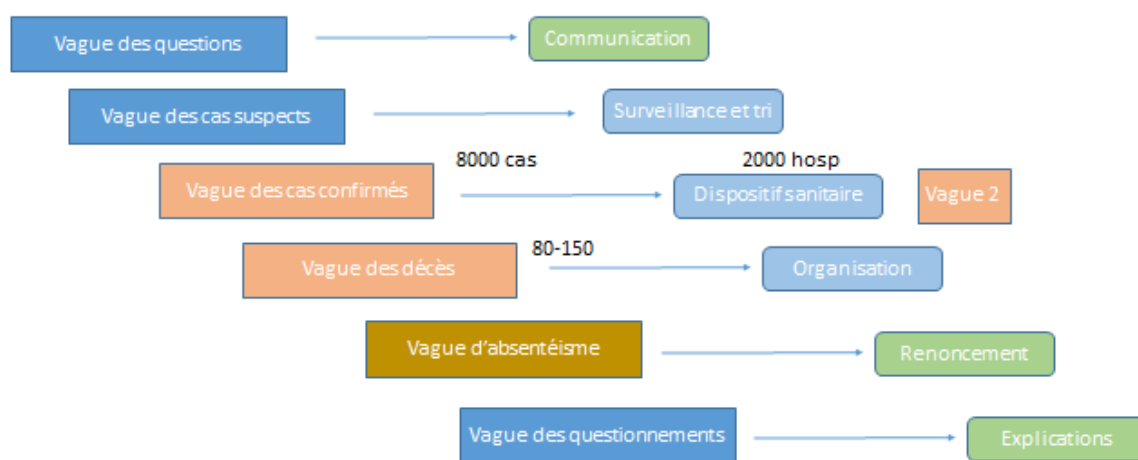 Vague des questions
Communication
Vague des cas suspects
Surveillance et tri
8000 cas
2000 hosp
Vague des cas confirmés
Dispositif sanitaire
Vague 2
80-150
Vague des décès
Organisation
Vague d’absentéisme
Renoncement
Vague des questionnements
Explications